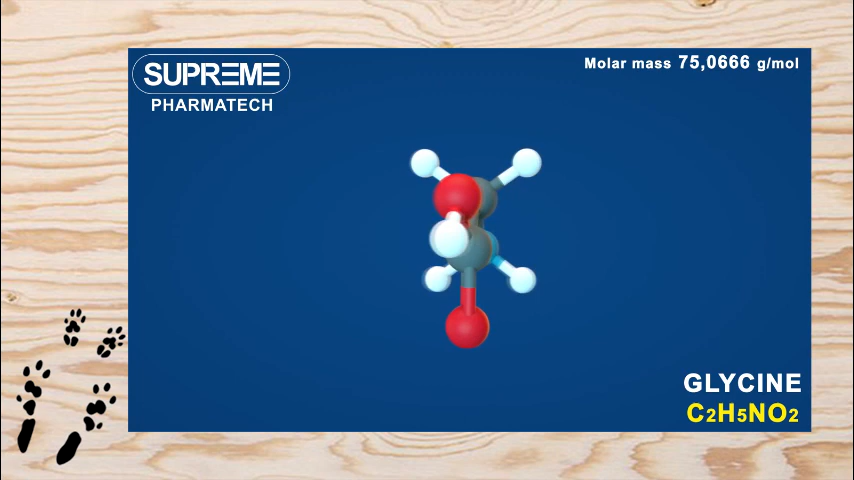 SUPREME
PHARMATECH
Molar mass 75,0666 g/mol
GLYCINE
C2H5NO2